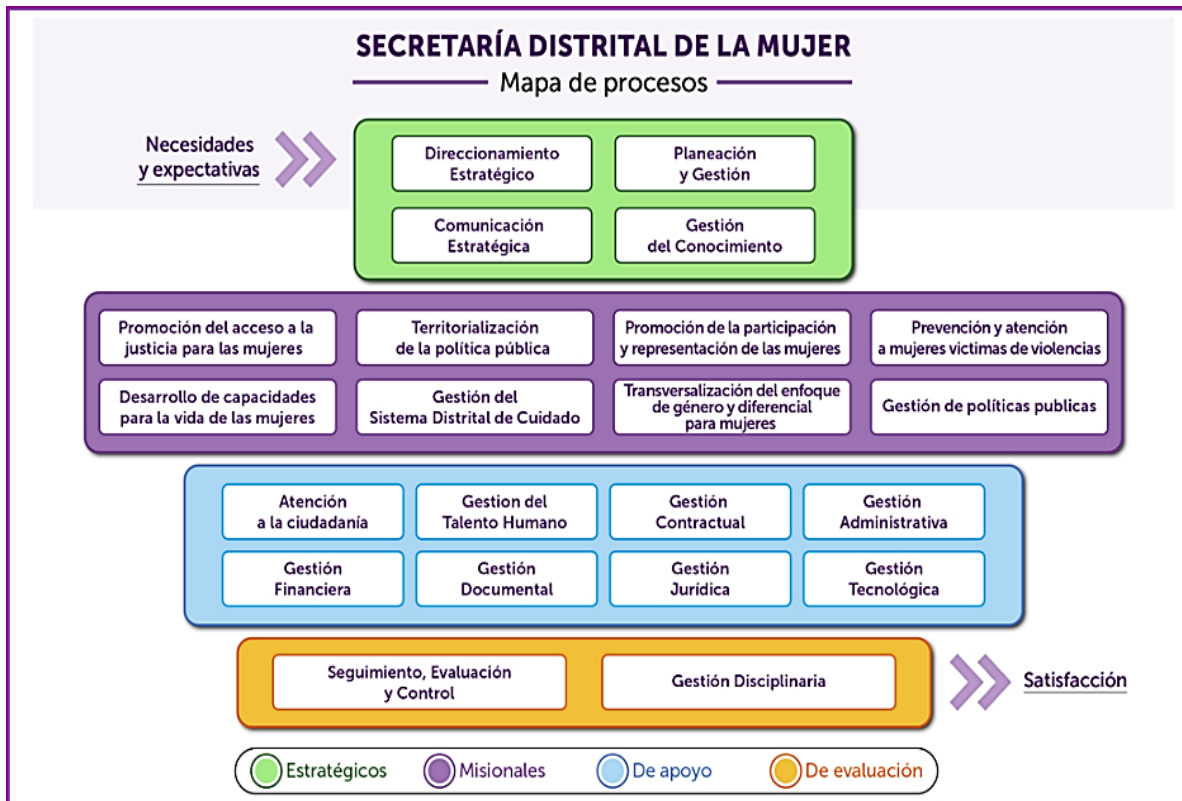 SECRETARÍA DISTRITAL DE LA MUJER
Mapa de procesos
Necesidades
y expectativas
Direccionamiento
Estratégico
Planeación
y Gestión
Comunicación
Estratégica
Gestión
del Conocimiento
Promoción del acceso a la
justicia para las mujeres
Territorialización
de la política pública
Promoción de la participación
y representación de las mujeres
Prevención y atención
a mujeres victimas de violencias
Desarrollo de capacidades
para la vida de las mujeres
Gestión del
Sistema Distrital de Cuidado
Transversalización del enfoque
de género y diferencial
para mujeres
Gestión de políticas publicas
Atención
a la ciudadanía
Gestion del
Talento Humano
Gestión
Contractual
Gestión
Administrativa
Gestión
Financiera
Gestión
Documental
Gestión
Jurídica
Gestión
Tecnológica
Seguimiento, Evaluación
y Control
Gestión Disciplinaria
Satisfacción
Estratégicos
Misionales
De apoyo
De evaluación